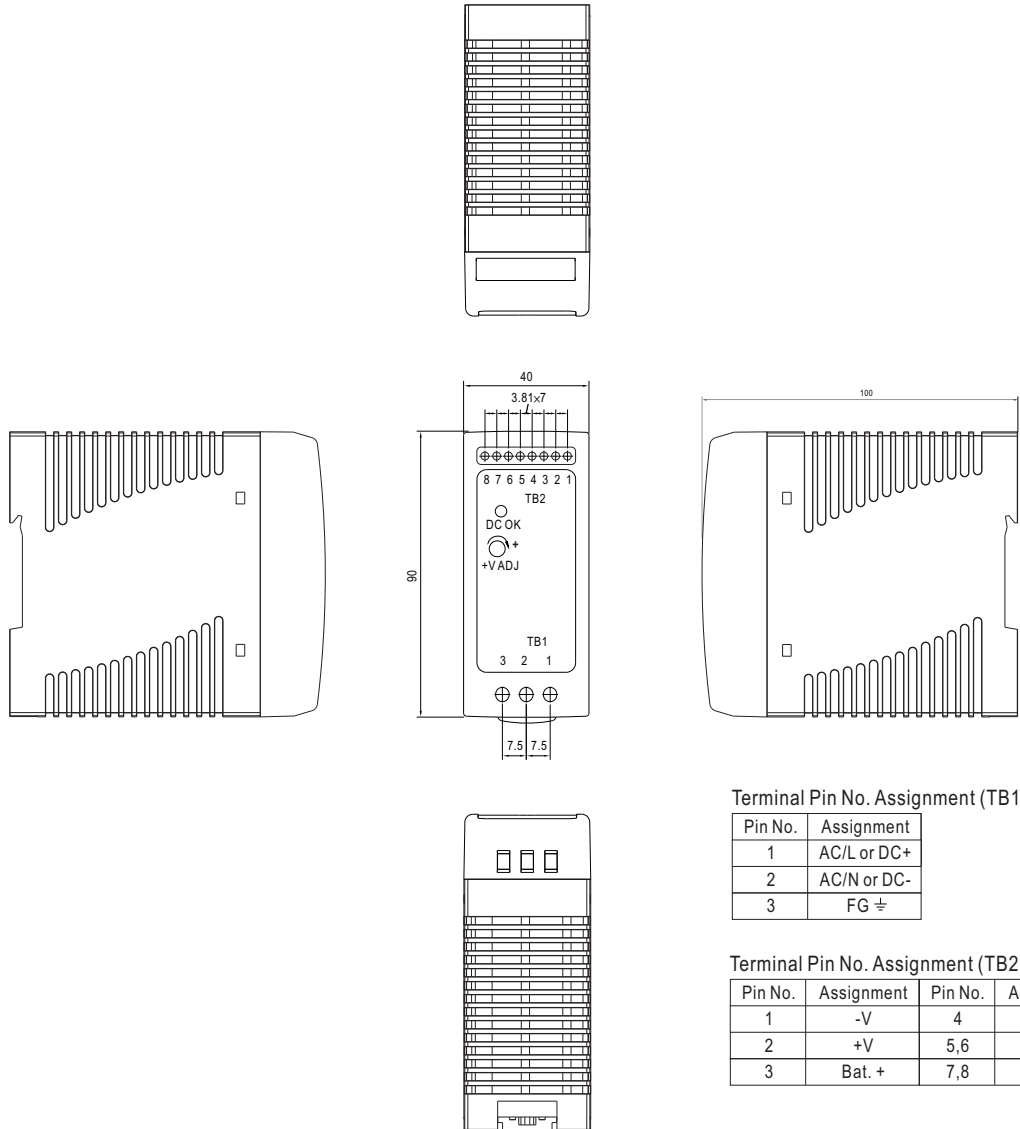 40
3.81×7
100
8 7 6 5 4 3 2 1
TB2
DC OK
+
+V ADJ
90
TB1
3 2 1
7.5 7.5
Terminal Pin No. Assignment (TB1
Pin No. Assignment
1 AC/L or DC+
2 AC/N or DC-
3 FG ⏚
Terminal Pin No. Assignment (TB2
Pin No. Assignment Pin No. A
1 -V 4
2 +V 5,6
3 Bat. + 7,8